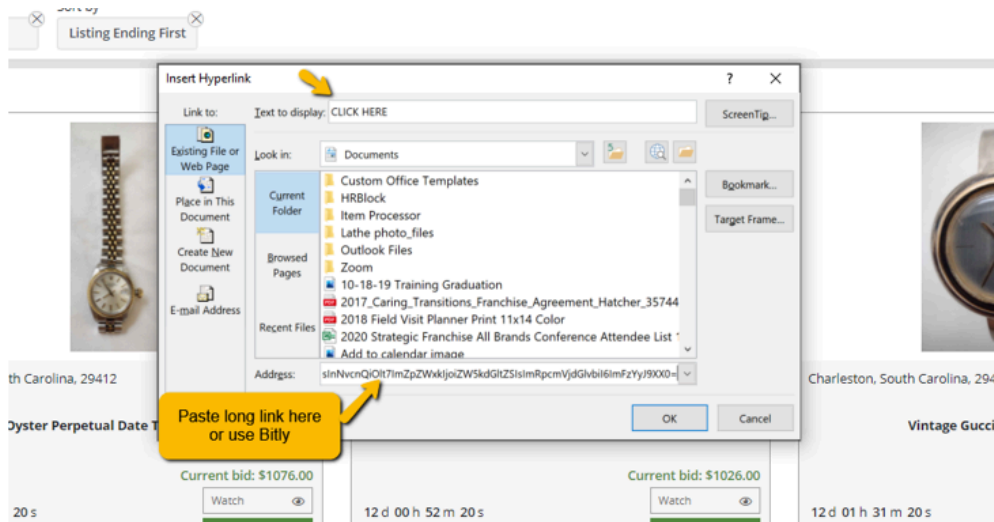 Sort by
Listing Ending First
Insert Hyperlink
?
Link to:
Text to display:
CLICK HERE
ScreenTip...
Existing File or
Web Page
Look in:
Documents
Place in This
Document
Create New
Document
E-mail Address
Current
Folder
Browsed
Pages
Recent Files
Custom Office Templates
HRBlock
Item Processor
Lathe photo_files
Outlook Files
Zoom
10-18-19 Training Graduation
2017_Caring_Transitions_Franchise_Agreement_Hatcher_35744
2018 Field Visit Planner Print 11x14 Color
2020 Strategic Franchise All Brands Conference Attendee List
Add to calendar image
Bookmark...
Target Frame...
Address:
OK
Cancel
Paste long link here
or use Bitly
th Carolina, 29412
Charleston, South Carolina, 294
Oyster Perpetual Date
Vintage Gucci
Current bid: $1076.00
Current bid: $1026.00
Watch
Watch
20 s
12 d 00 h 52 m 20 s
12 d 01 h 31 m 20 s